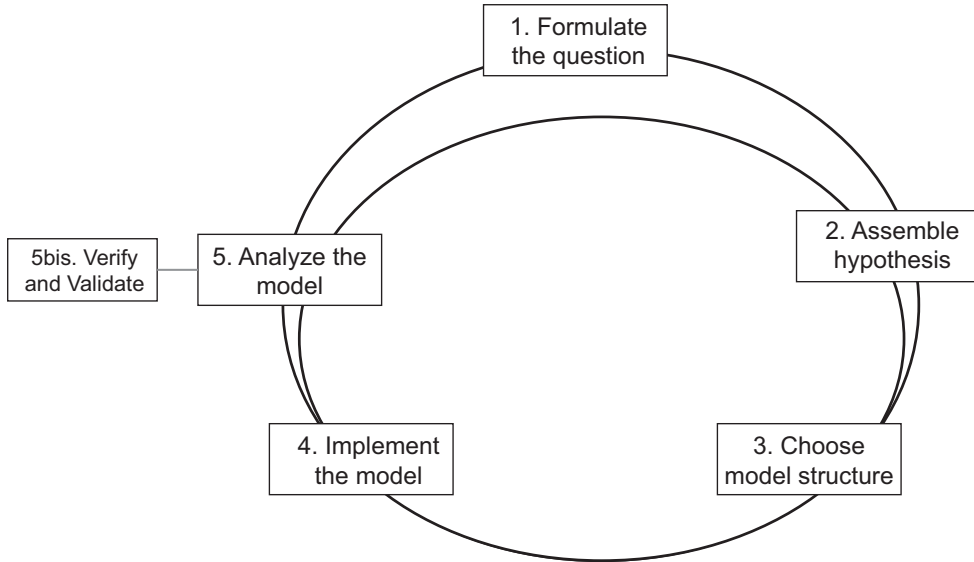 1. Formulate
the question
2. Assemble
hypothesis
3. Choose
model structure
4. Implement
the model
5. Analyze the
model
5bis. Verify
and Validate